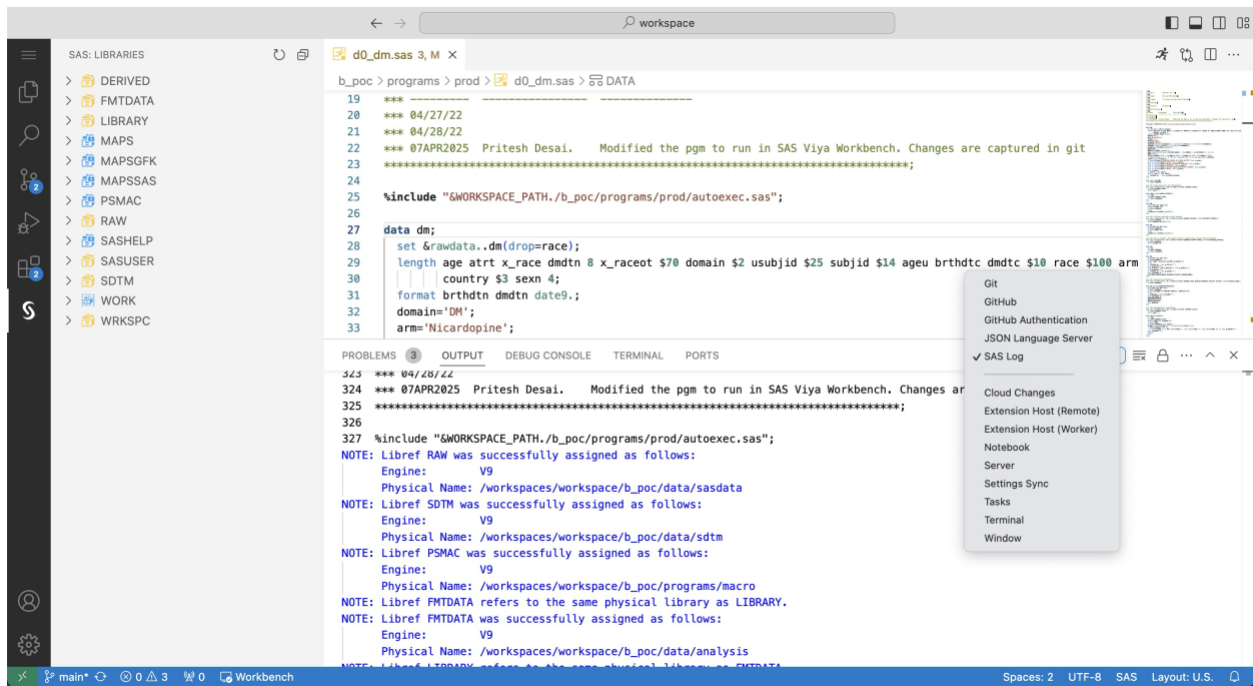 workspace
SAS: LIBRARIES
DERIVED
FMTDATA
LIBRARY
MAPS
MAPSGFK
MAPSSAS
PSMAC
RAW
SASHELP
SASUSER
SDTM
WORK
WRKSPC
2
2
d0_dm.sas 3, M
b_poc > programs > prod > d0_dm.sas > DATA
19 *** --------- ---------------- --------------
20 *** 04/27/22
21 *** 04/28/22
22 *** 07APR2025 Pritesh Desai. Modified the pgm to run in SAS Viya Workbench. Changes are captured in git
23 ********************************************************************************;
24
25 %include "&WORKSPACE_PATH./b_poc/programs/prod/autoexec.sas";
26
27 data dm;
28 set &rawdata..dm(drop=race);
29 length age atrt x_race dmdtn 8 x_raceot $70 domain $2 usubjid $25 subjid $14 ageu brthdtc dmdtc $10 race $100 arm
30 country $3 sexn 4;
31 format brthdtn dmdtn date9.;
32 domain='DM';
33 arm='Nicardopine';
PROBLEMS 3 OUTPUT DEBUG CONSOLE TERMINAL PORTS
323 *** 04/28/22
324 *** 07APR2025 Pritesh Desai. Modified the pgm to run in SAS Viya Workbench. Changes ar
325 ********************************************************************************;
326
327 %include "&WORKSPACE_PATH./b_poc/programs/prod/autoexec.sas";
NOTE: Libref RAW was successfully assigned as follows:
Engine: V9
Physical Name: /workspaces/workspace/b_poc/data/sasdata
NOTE: Libref SDTM was successfully assigned as follows:
Engine: V9
Physical Name: /workspaces/workspace/b_poc/data/sdtm
NOTE: Libref PSMAC was successfully assigned as follows:
Engine: V9
Physical Name: /workspaces/workspace/b_poc/programs/macro
NOTE: Libref FMTDATA refers to the same physical library as LIBRARY.
NOTE: Libref FMTDATA was successfully assigned as follows:
Engine: V9
Physical Name: /workspaces/workspace/b_poc/data/analysis
NOTE: Libref LIBRARY refers to the same physical library as FMTDATA
Git
GitHub
GitHub Authentication
JSON Language Server
✓ SAS Log
Cloud Changes
Extension Host (Remote)
Extension Host (Worker)
Notebook
Server
Settings Sync
Tasks
Terminal
Window
main* 0 3 0 Workbench
Spaces: 2 UTF-8 SAS Layout: U.S.